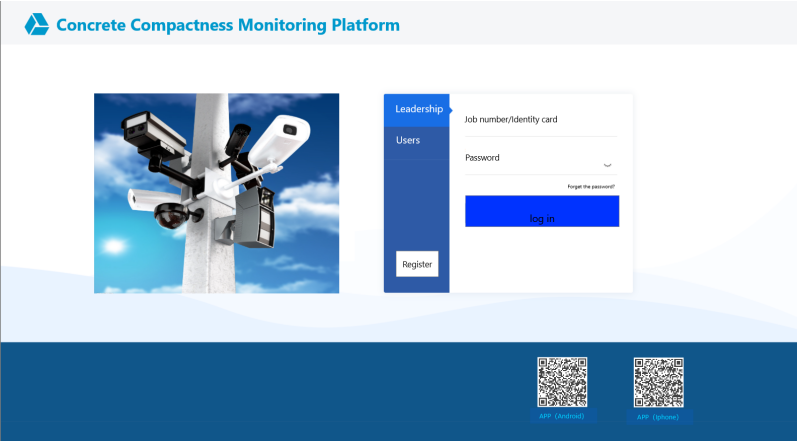 Concrete Compactness Monitoring Platform
Leadership
Users
Register
Job number/Identity card
Password
Forget the password?
log in
APP (Android)
APP (Iphone)